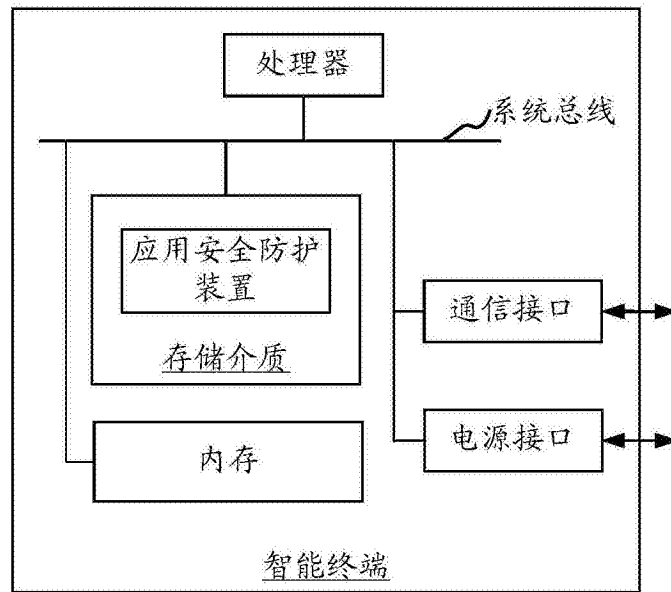 处理器
系统总线
应用安全防护
装置
存储介质
通信接口
内存
电源接口
智能终端